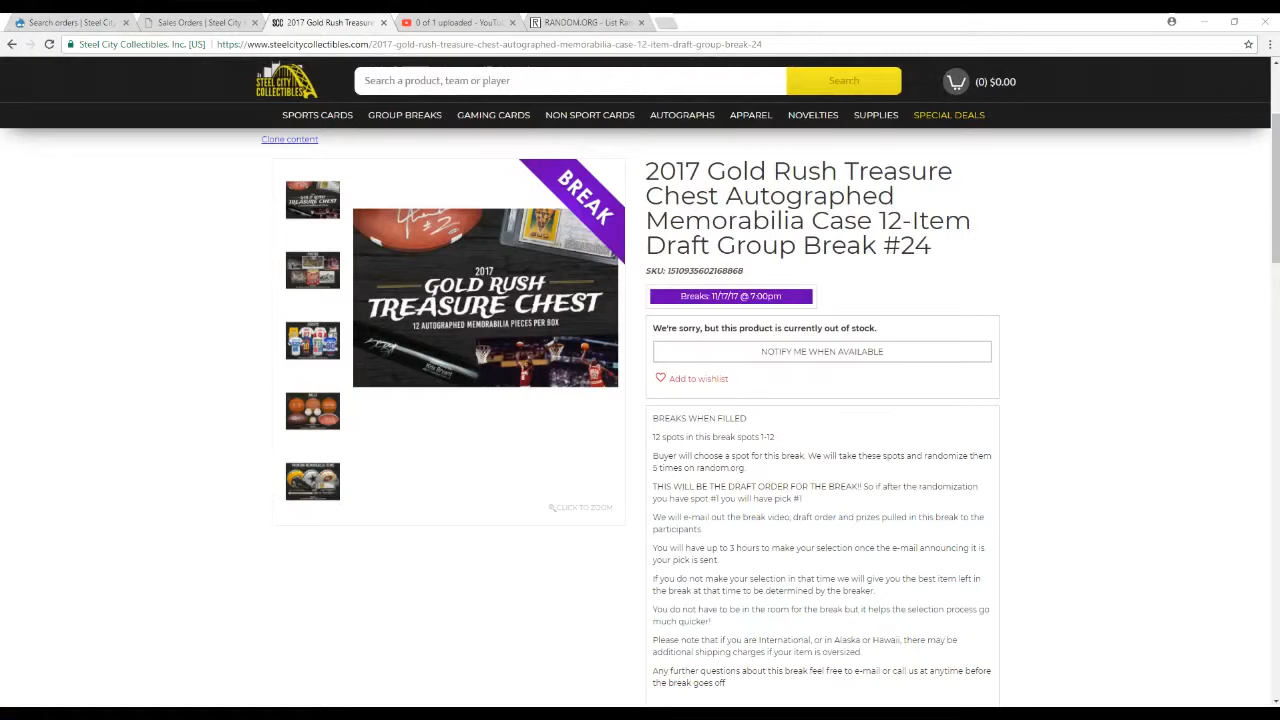 Search orders | Steel City
Sales Orders | Steel City s
2017 Gold Rush Treasure
0 of 1 uploaded - YouTu
RANDOM.ORG - List Ran
Steel City Collectibles, Inc. [US] https://www.steelcitycollectibles.com/2017-gold-rush-treasure-chest-autographed-memorabilia-case-12-item-draft-group-break-24
STEEL CITY
COLLECTIBLES
Search a product, team or player
Search
(0) $0.00
SPORTS CARDS GROUP BREAKS GAMING CARDS NON SPORT CARDS AUTOGRAPHS APPAREL NOVELTIES SUPPLIES SPECIAL DEALS
Clone content
BREAK
2017
GOLD RUSH
TREASURE CHEST
12 AUTOGRAPHED MEMORABILIA PIECES PER BOX
Kris Bryant
CLICK TO ZOOM
2017 Gold Rush Treasure
Chest Autographed
Memorabilia Case 12-Item
Draft Group Break #24
SKU: 1510935602168868
Breaks: 11/17/17 @ 7:00pm
We're sorry, but this product is currently out of stock.
NOTIFY ME WHEN AVAILABLE
Add to wishlist
BREAKS WHEN FILLED
12 spots in this break spots 1-12
Buyer will choose a spot for this break. We will take these spots and randomize them
5 times on random.org.
THIS WILL BE THE DRAFT ORDER FOR THE BREAK!! So if after the randomization
you have spot #1 you will have pick #1
We will e-mail out the break video, draft order and prizes pulled in this break to the
participants.
You will have up to 3 hours to make your selection once the e-mail announcing it is
your pick is sent.
If you do not make your selection in that time we will give you the best item left in
the break at that time to be determined by the breaker.
You do not have to be in the room for the break but it helps the selection process go
much quicker!
Please note that if you are International, or in Alaska or Hawaii, there may be
additional shipping charges if your item is oversized.
Any further questions about this break feel free to e-mail or call us at anytime before
the break goes off